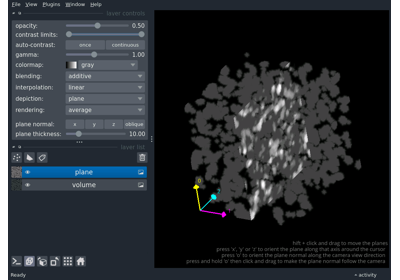 File View Plugins Window Help
layer controls
opacity: 0.50
contrast limits:
auto-contrast: once continuous
gamma: 1.00
colormap: gray
blending: additive
interpolation: linear
depiction: plane
rendering: average
plane normal: x y z oblique
plane thickness: 10.00
layer list
plane
volume
0
hift + click and drag to move the planes
press 'x', 'y' or 'z' to orient the plane along that axis around the cursor
press 'o' to orient the plane normal along the camera view direction
press and hold 'o' then click and drag to make the plane normal follow the camera
Ready
activity